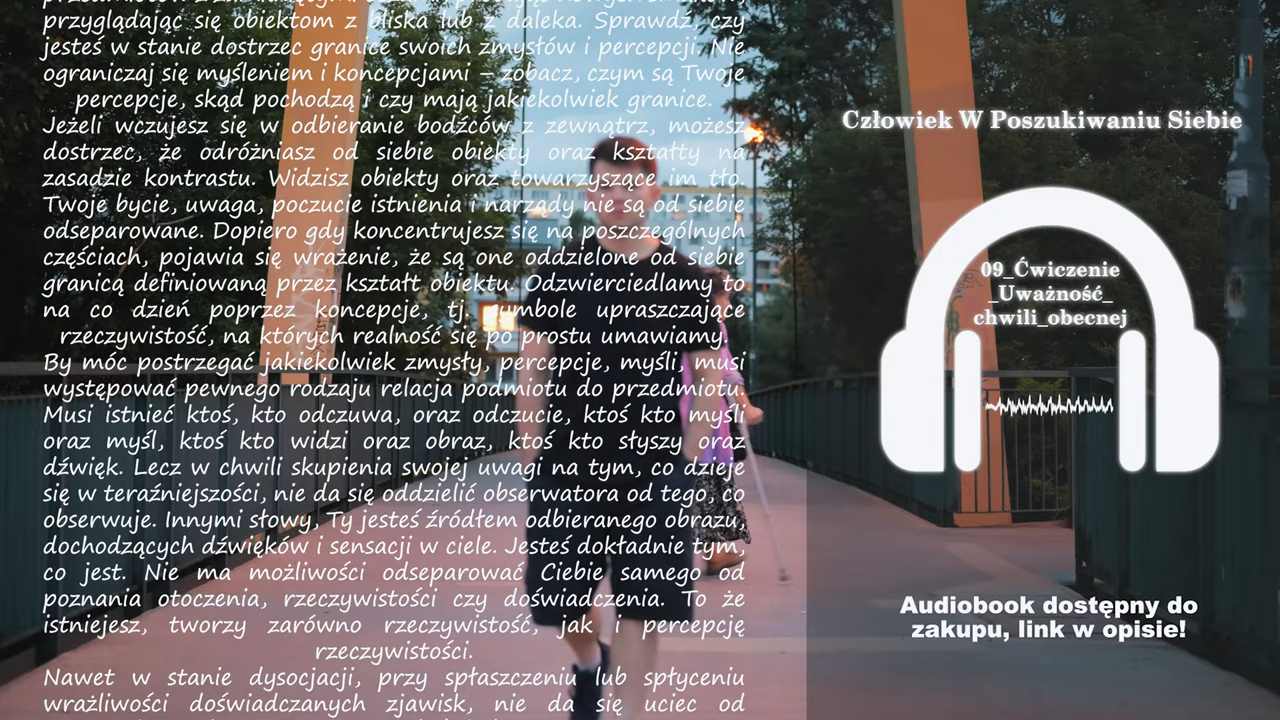 przyglądając się obiektom z bliska lub z daleka. Sprawdź, czy
jesteś w stanie dostrzec granice swoich zmysłów i percepcji. Nie
ograniczaj się myśleniem i koncepcjami – zobacz, czym są Twoje
percepcje, skąd pochodzą i czy mają jakiekolwiek granice.
Jeżeli wczujesz się w odbieranie bodźców z zewnątrz, możesz
dostrzec, że odróżniasz od siebie obiekty oraz kształty na
zasadzie kontrastu. Widzisz obiekty oraz towarzyszące im tło.
Twoje bycie, uwaga, poczucie istnienia i narządy nie są od siebie
odseparowane. Dopiero gdy koncentrujesz się na poszczególnych
częściach, pojawia się wrażenie, że są one oddzielone od siebie
granicą definiowaną przez kształt obiektu. Odzwierciedlamy to
na co dzień poprzez koncepcje, tj. symbole upraszczające
rzeczywistość, na których realność się po prostu umawiamy.
By móc postrzegać jakiekolwiek zmysły, percepcje, myśli, musi
występować pewnego rodzaju relacja podmiotu do przedmiotu.
Musi istnieć ktoś, kto odczuwa, oraz odczucie, ktoś kto myśli
oraz myśl, ktoś kto widzi oraz obraz, ktoś kto słyszy oraz
dźwięk. Lecz w chwili skupienia swojej uwagi na tym, co dzieje
się w teraźniejszości, nie da się oddzielić obserwatora od tego, co
obserwuje. Innymi słowy, Ty jesteś źródłem odbieranego obrazu,
dochodzących dźwięków i sensacji w ciele. Jesteś dokładnie tym,
co jest. Nie ma możliwości odseparować Ciebie samego od
poznania otoczenia, rzeczywistości czy doświadczenia. To że
istniejesz, tworzy zarówno rzeczywistość, jak i percepcję
rzeczywistości.
Nawet w stanie dysocjacji, przy spłaszczeniu lub spłyceniu
wrażliwości doświadczanych zjawisk, nie da się uciec od
Człowiek W Poszukiwaniu Siebie
09_Ćwiczenie
_Uważność_
chwili_obecnej
Audiobook dostępny do
zakupu, link w opisie!